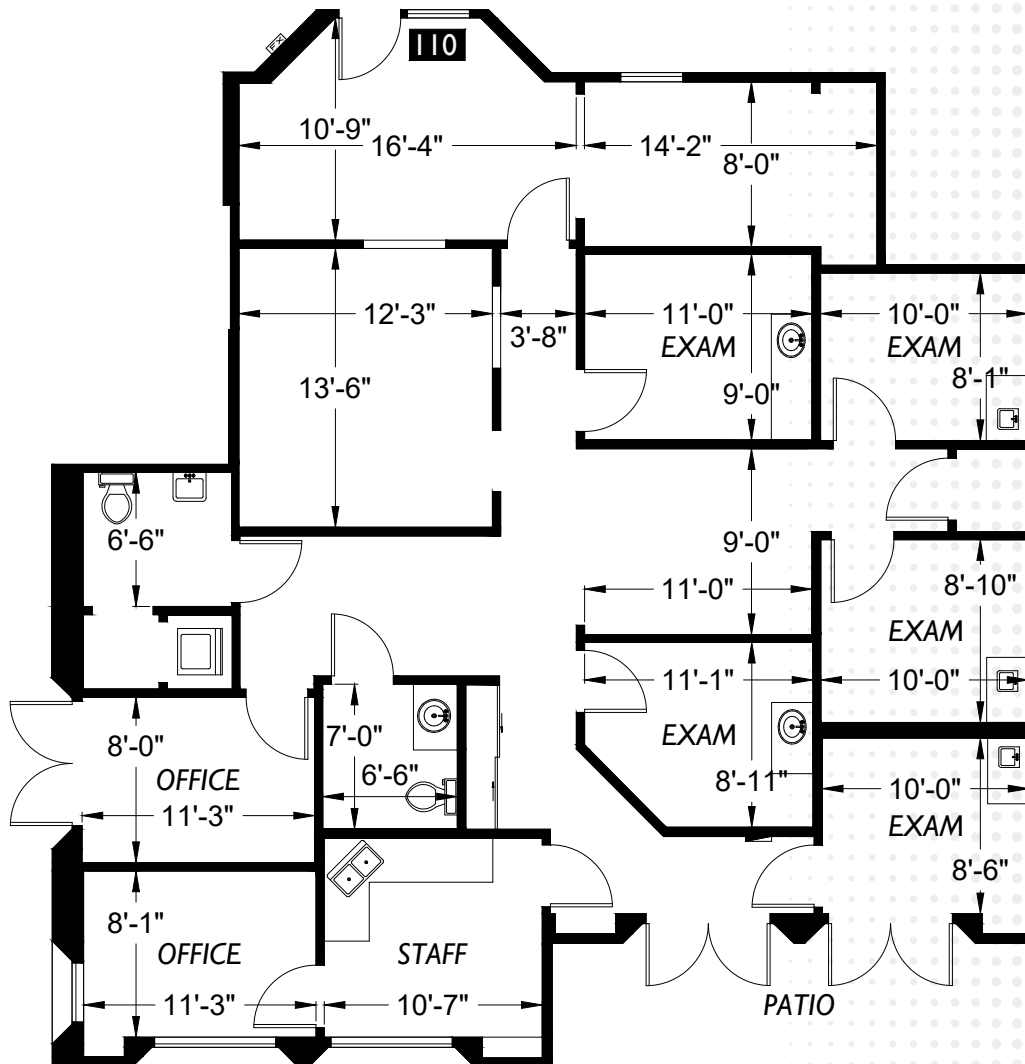 FX
110
10'-9"
16'-4"
14'-2"
8'-0"
12'-3"
3'-8"
11'-0"
EXAM
10'-0"
EXAM
13'-6"
9'-0"
8'-1"
6'-6"
9'-0"
11'-0"
8'-10"
EXAM
11'-1"
10'-0"
7'-0"
EXAM
8'-0"
OFFICE
6'-6"
8'-11"
10'-0"
11'-3"
EXAM
8'-6"
8'-1"
OFFICE
STAFF
11'-3"
10'-7"
PATIO